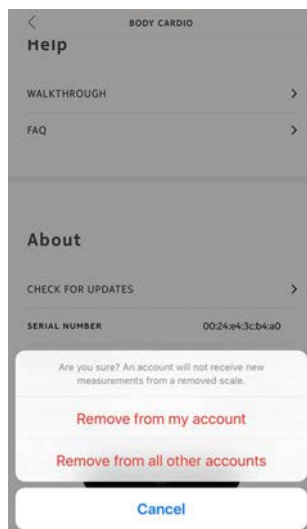 BODY CARDIO
Help
WALKTHROUGH
FAQ
About
CHECK FOR UPDATES
SERIAL NUMBER 00:24:e4:3c:b4:a0
Are you sure? An account will not receive new
measurements from a removed scale.
Remove from my account
Remove from all other accounts
Cancel